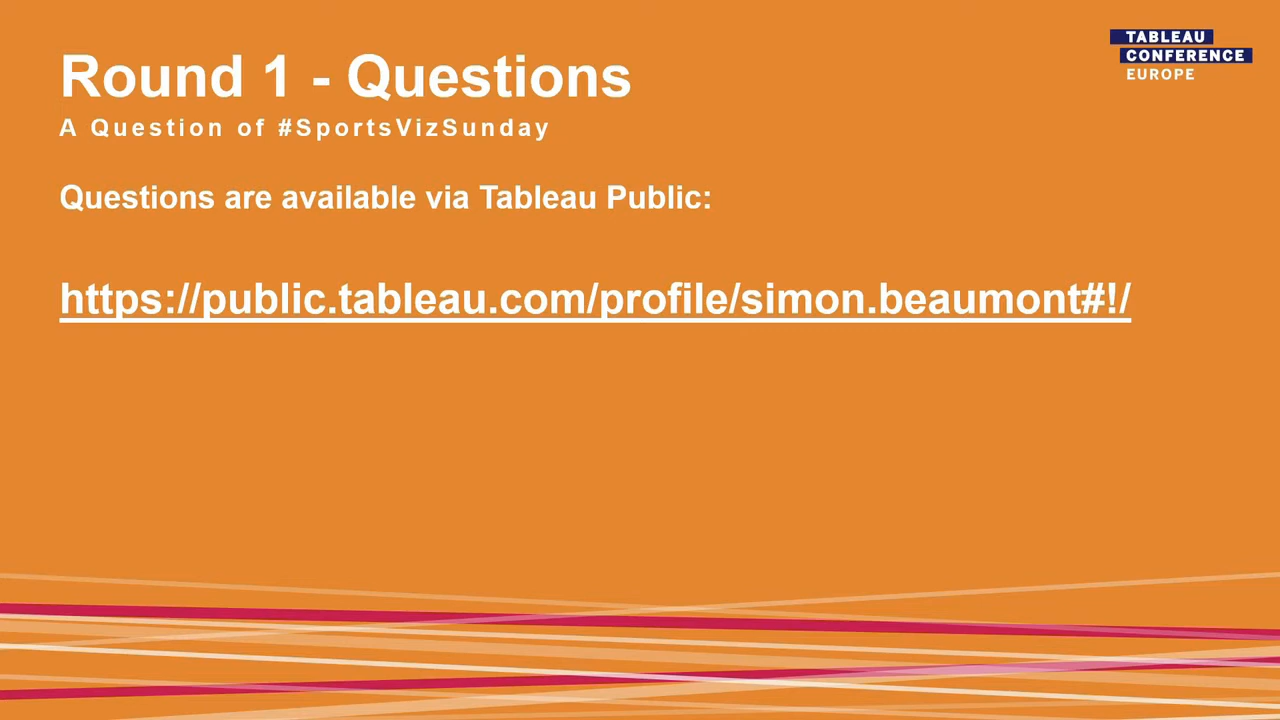 Round 1 - Questions
A Question of #SportsVizSunday
TABLEAU
CONFERENCE
EUROPE
Questions are available via Tableau Public:
https://public.tableau.com/profile/simon.beaumont#!/